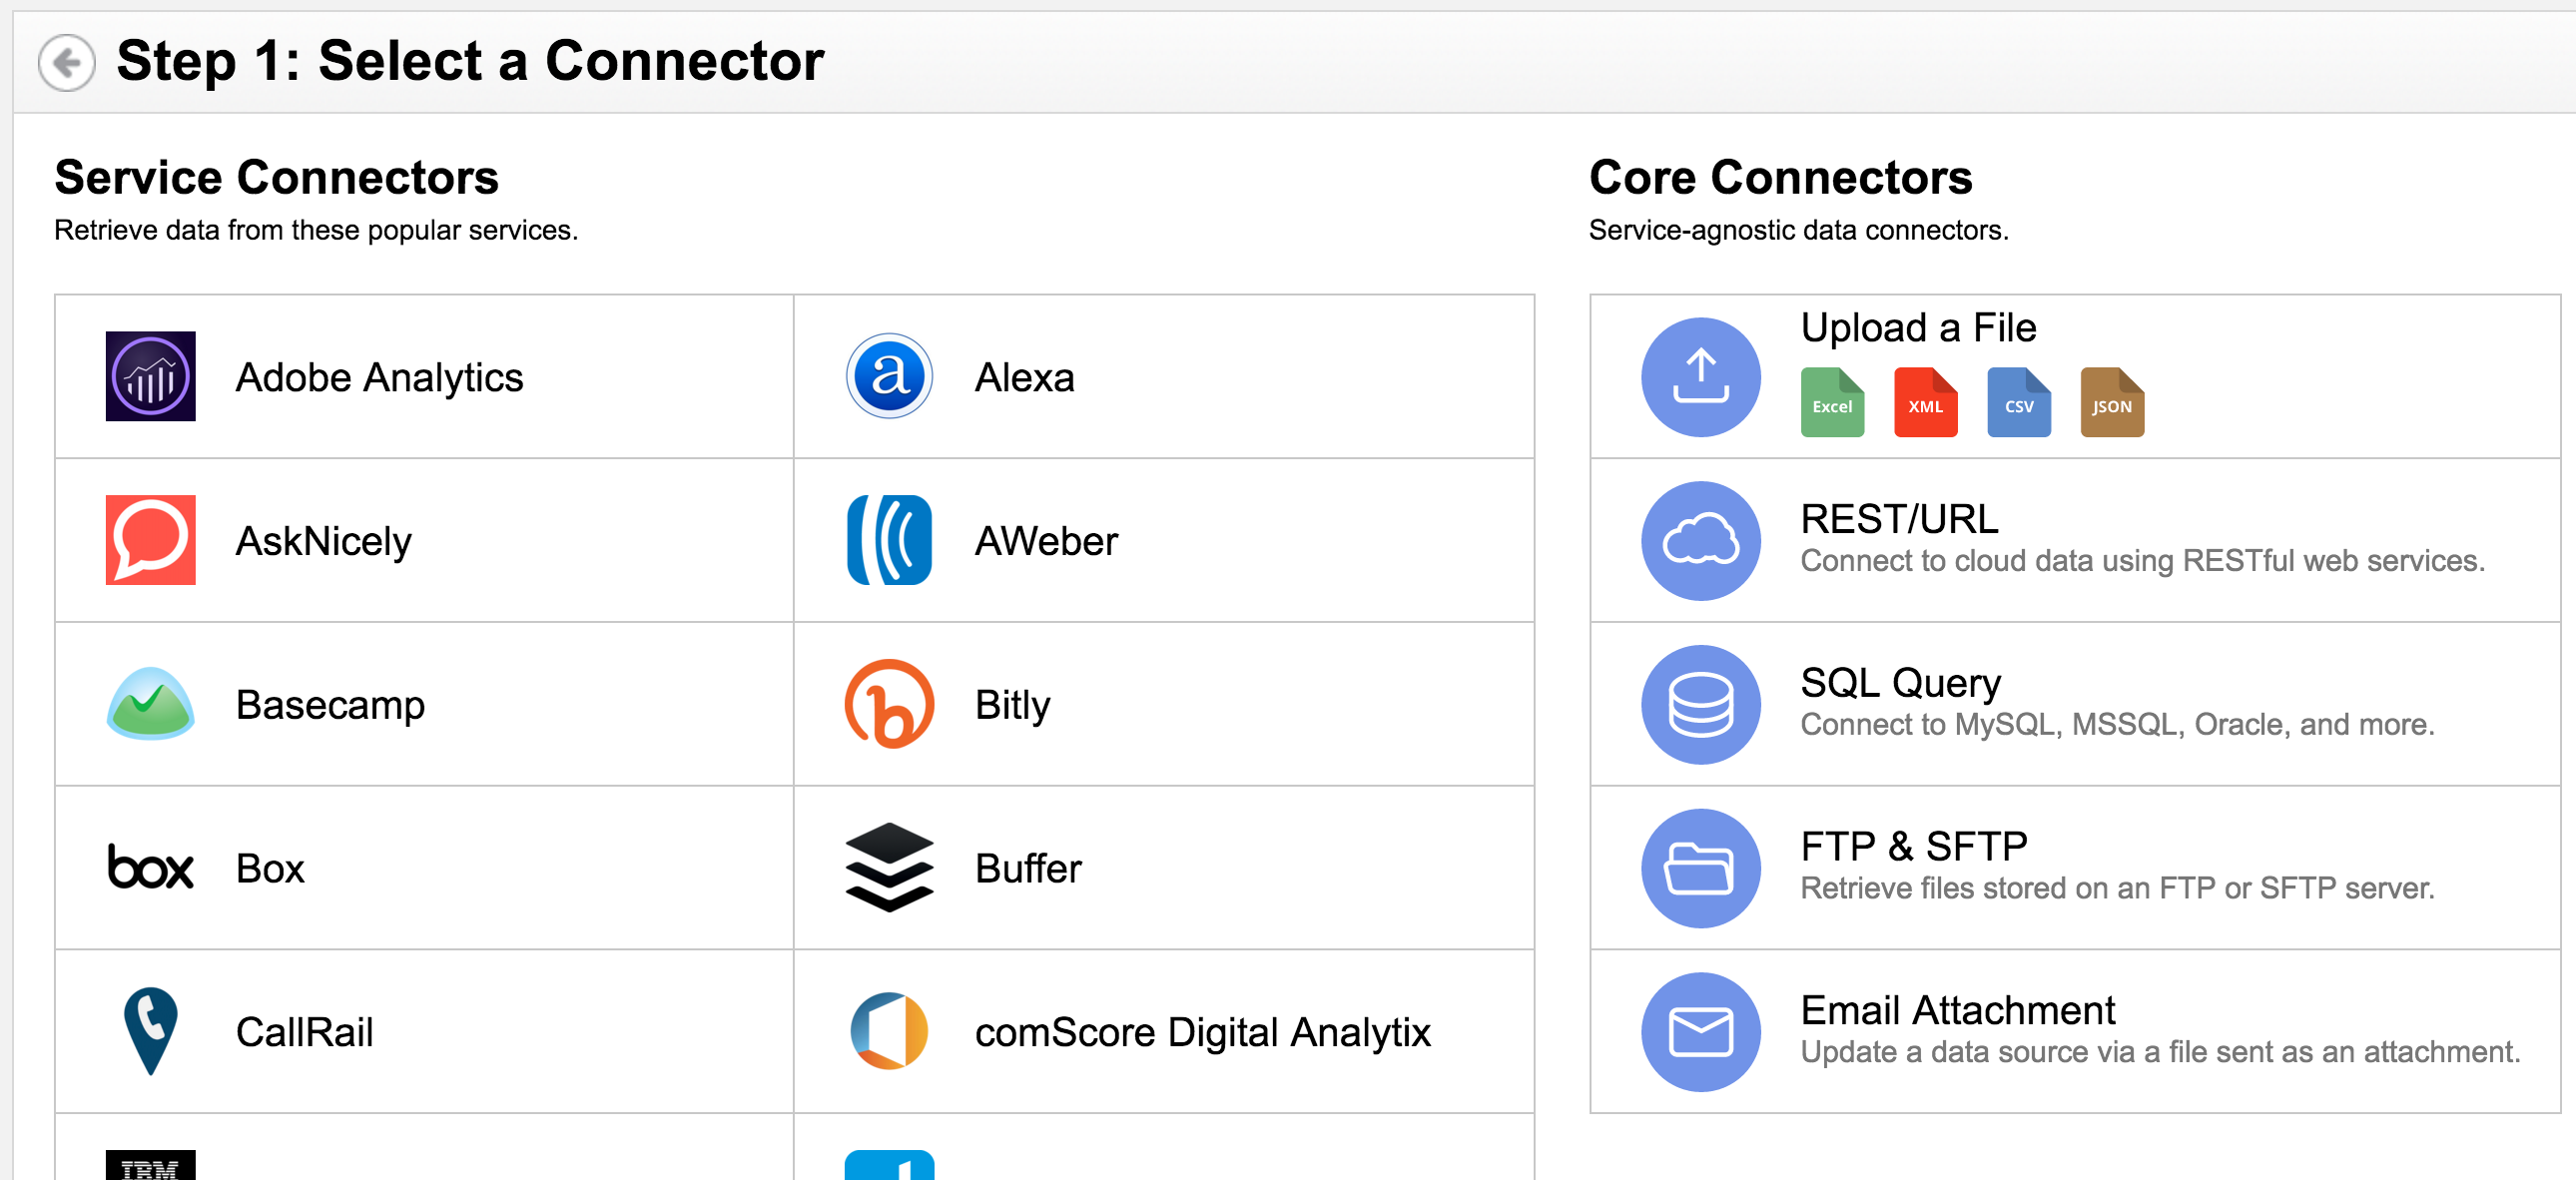 Step 1: Select a Connector
Service Connectors
Retrieve data from these popular services.
Adobe Analytics
a
Alexa
AskNicely
AWeber
Basecamp
b
Bitly
box
Box
Buffer
CallRail
comScore Digital Analytix
IBM
Core Connectors
Service-agnostic data connectors.
Upload a File
Excel
XML
CSV
JSON
REST/URL
Connect to cloud data using RESTful web services.
SQL Query
Connect to MySQL, MSSQL, Oracle, and more.
FTP & SFTP
Retrieve files stored on an FTP or SFTP server.
Email Attachment
Update a data source via a file sent as an attachment.